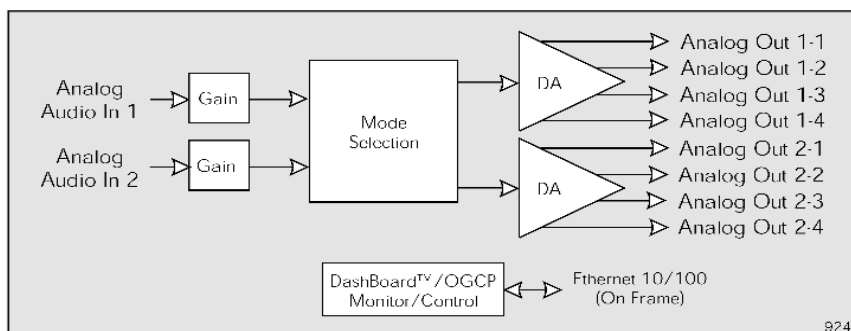 Analog
Audio In 1
Gain
Analog
Audio In 2
Gain
Mode
Selection
DA
Analog Out 1-1
Analog Out 1-2
Analog Out 1-3
Analog Out 1-4
DA
Analog Out 2-1
Analog Out 2-2
Analog Out 2-3
Analog Out 2-4
DashBoard™/OGCP
Monitor/Control
Ethernet 10/100
(On Frame)
924